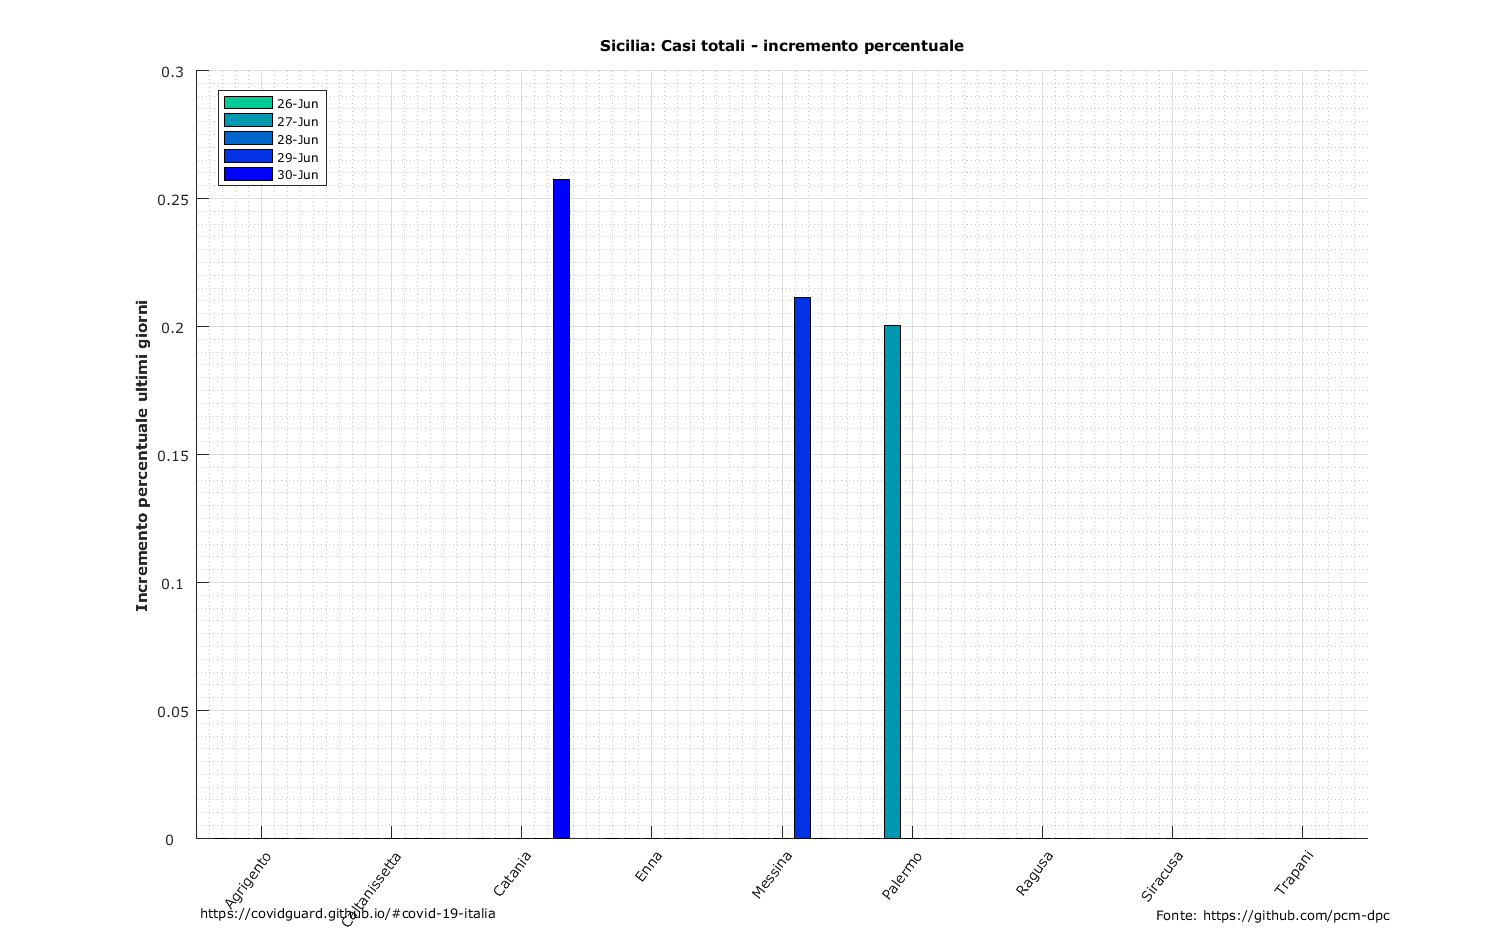 Sicilia: Casi totali - incremento percentuale
0.3
0.25
0.2
0.15
0.1
0.05
0
Incremento percentuale ultimi giorni
26-Jun
27-Jun
28-Jun
29-Jun
30-Jun
Agrigento
Caltanissetta
Catania
Enna
Messina
Palermo
Ragusa
Siracusa
Trapani
https://covidguard.github.io/#covid-19-italia
Fonte: https://github.com/pcm-dpc